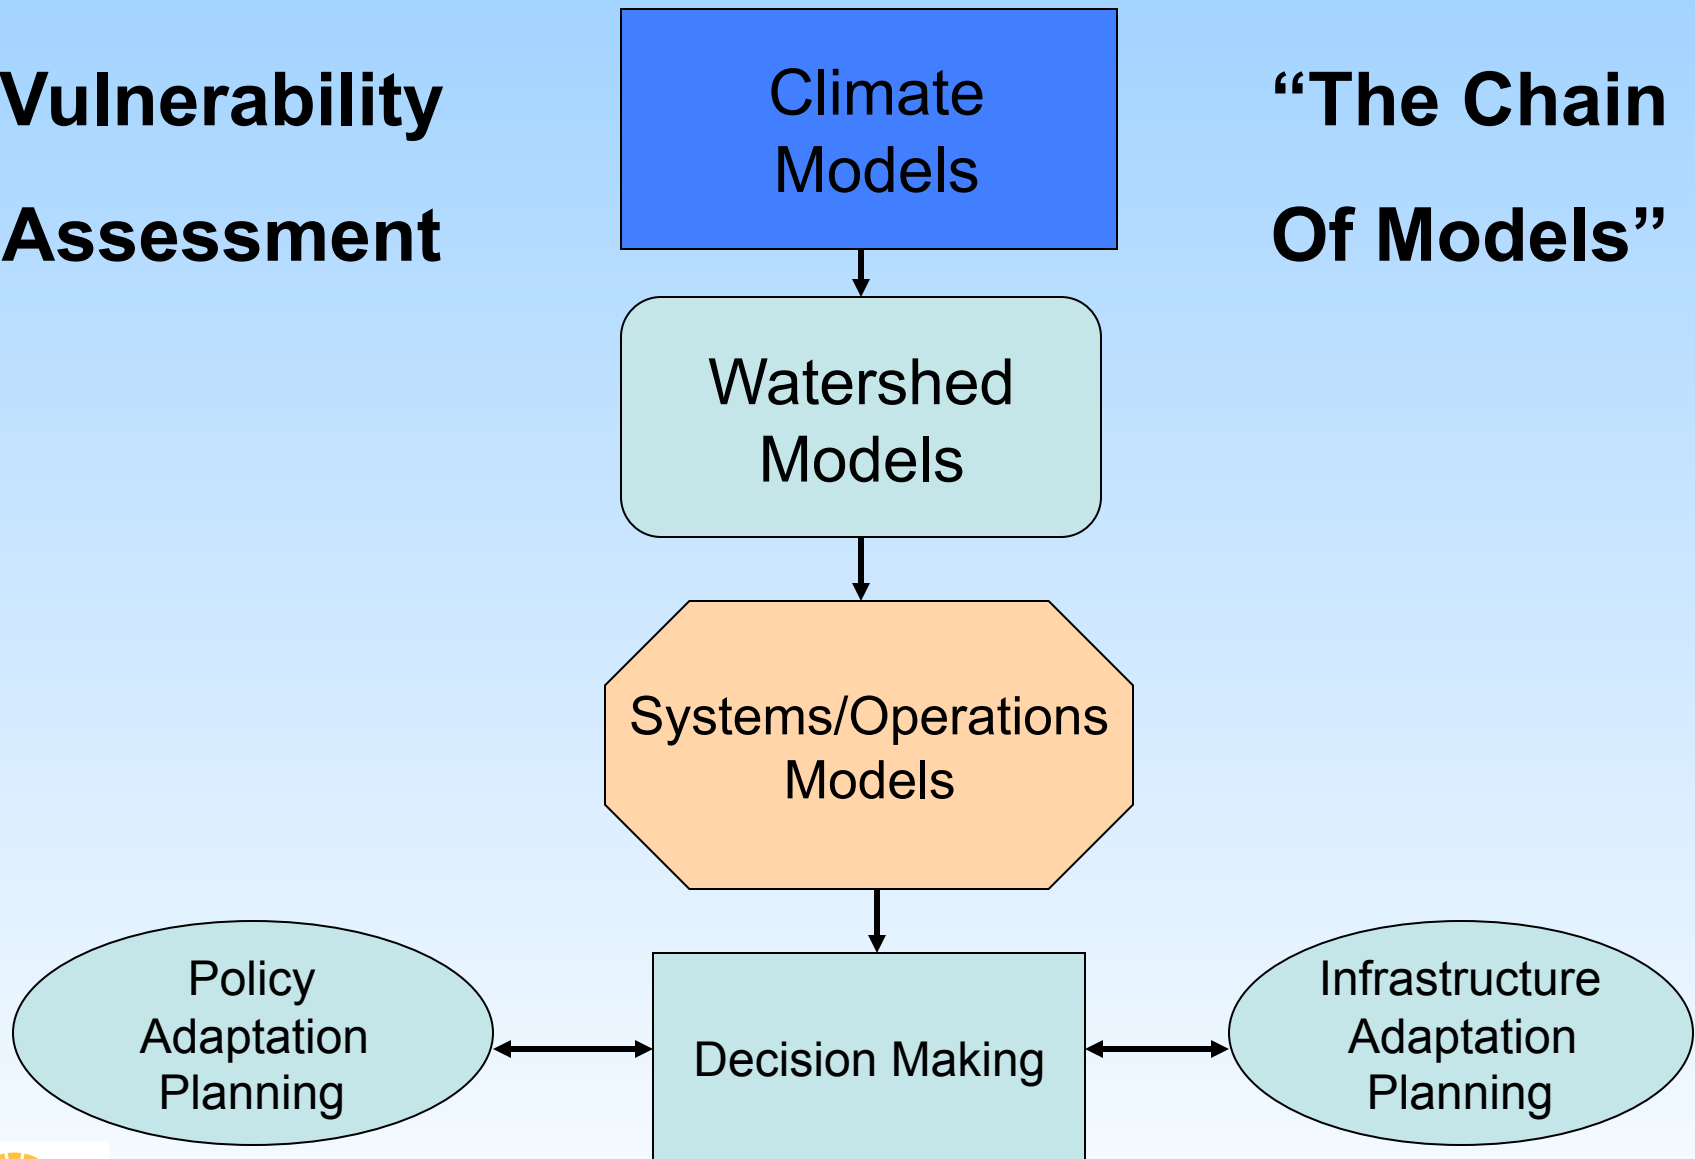 Vulnerability
Assessment
Climate
Models
“The Chain
Of Models”
Watershed
Models
Systems/Operations
Models
Policy
Adaptation
Planning
Decision Making
Infrastructure
Adaptation
Planning